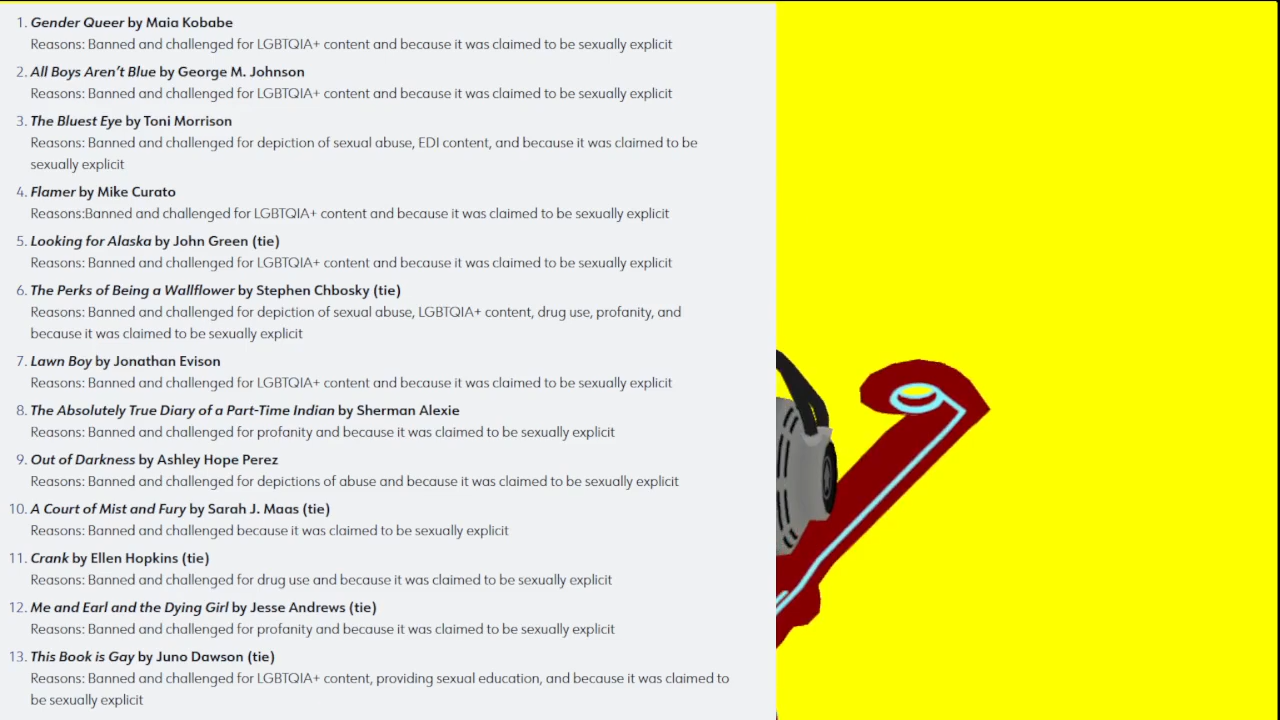 1. Gender Queer by Maia Kobabe
Reasons: Banned and challenged for LGBTQIA+ content and because it was claimed to be sexually explicit
2. All Boys Aren't Blue by George M. Johnson
Reasons: Banned and challenged for LGBTQIA+ content and because it was claimed to be sexually explicit
3. The Bluest Eye by Toni Morrison
Reasons: Banned and challenged for depiction of sexual abuse, EDI content, and because it was claimed to be
sexually explicit
4. Flamer by Mike Curato
Reasons:Banned and challenged for LGBTQIA+ content and because it was claimed to be sexually explicit
5. Looking for Alaska by John Green (tie)
Reasons: Banned and challenged for LGBTQIA+ content and because it was claimed to be sexually explicit
6. The Perks of Being a Wallflower by Stephen Chbosky (tie)
Reasons: Banned and challenged for depiction of sexual abuse, LGBTQIA+ content, drug use, profanity, and
because it was claimed to be sexually explicit
7. Lawn Boy by Jonathan Evison
Reasons: Banned and challenged for LGBTQIA+ content and because it was claimed to be sexually explicit
8. The Absolutely True Diary of a Part-Time Indian by Sherman Alexie
Reasons: Banned and challenged for profanity and because it was claimed to be sexually explicit
9. Out of Darkness by Ashley Hope Perez
Reasons: Banned and challenged for depictions of abuse and because it was claimed to be sexually explicit
10. A Court of Mist and Fury by Sarah J. Maas (tie)
Reasons: Banned and challenged because it was claimed to be sexually explicit
11. Crank by Ellen Hopkins (tie)
Reasons: Banned and challenged for drug use and because it was claimed to be sexually explicit
12. Me and Earl and the Dying Girl by Jesse Andrews (tie)
Reasons: Banned and challenged for profanity and because it was claimed to be sexually explicit
13. This Book is Gay by Juno Dawson (tie)
Reasons: Banned and challenged for LGBTQIA+ content, providing sexual education, and because it was claimed to
be sexually explicit